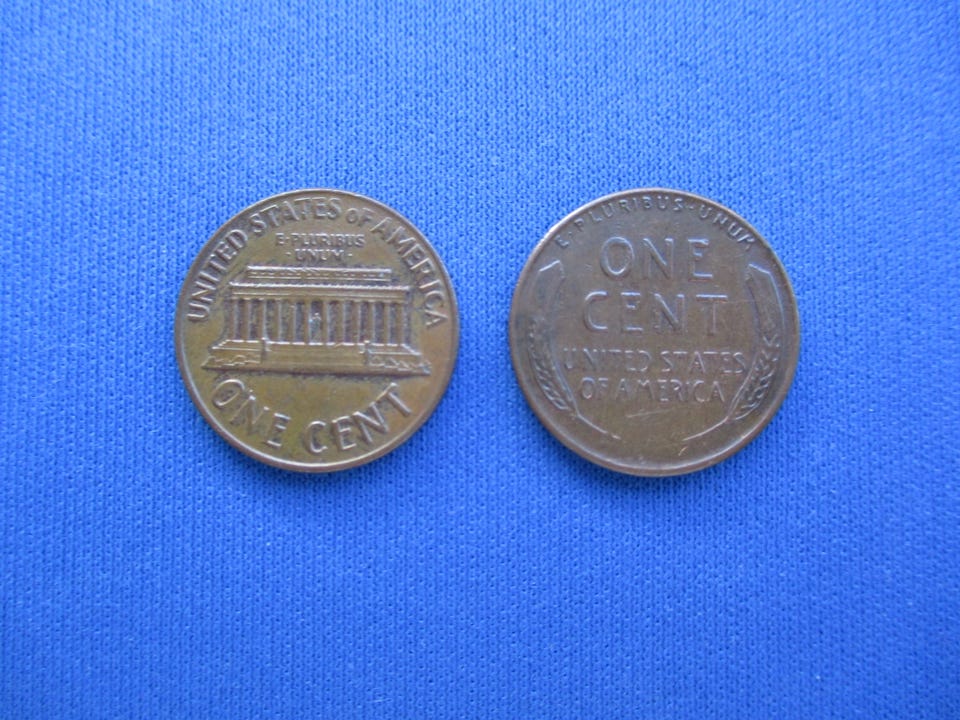 UNITED STATES OF AMERICA
E·PLURIBUS
·UNUM·
ONE CENT
E·PLURIBUS·UNUM
ONE
CENT
UNITED STATES
OF AMERICA